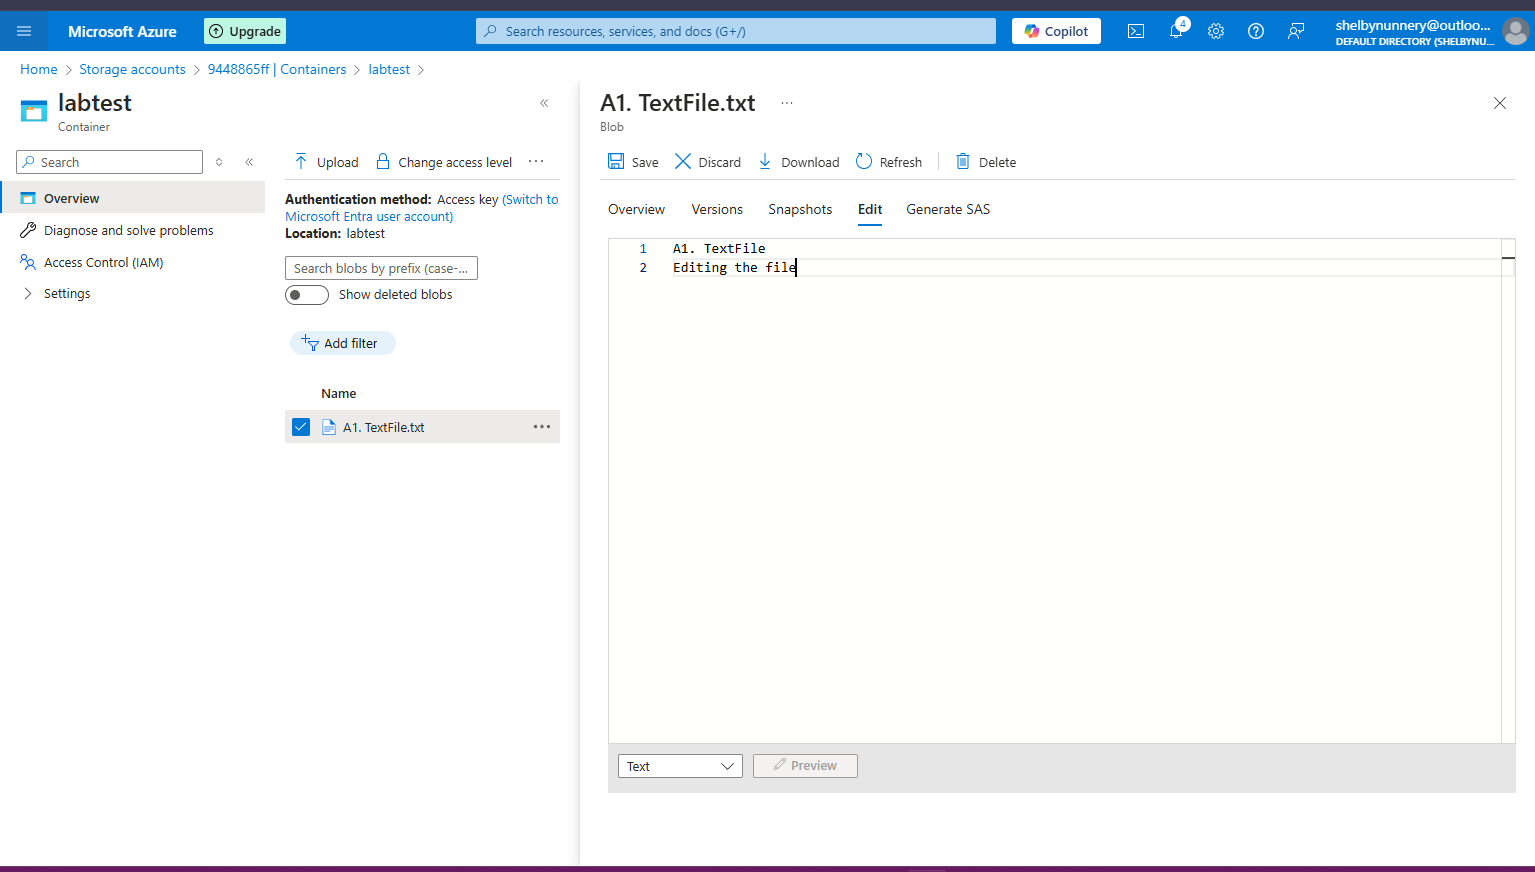 Microsoft Azure
Upgrade
Search resources, services, and docs (G+/)
Copilot
4
shelbynunnery@outloo...
DEFAULT DIRECTORY (SHELBYNU...
Home > Storage accounts > 9448865ff | Containers > labtest >
labtest
Container
«
Search
«
Overview
Diagnose and solve problems
Access Control (IAM)
Settings
Upload
Change access level
...
Authentication method: Access key (Switch to
Microsoft Entra user account)
Location: labtest
Search blobs by prefix (case-...
Show deleted blobs
Add filter
Name
A1. TextFile.txt
...
A1. TextFile.txt
...
Blob
Save
Discard
Download
Refresh
Delete
Overview
Versions
Snapshots
Edit
Generate SAS
1 A1. TextFile
2 Editing the file
Text
Preview